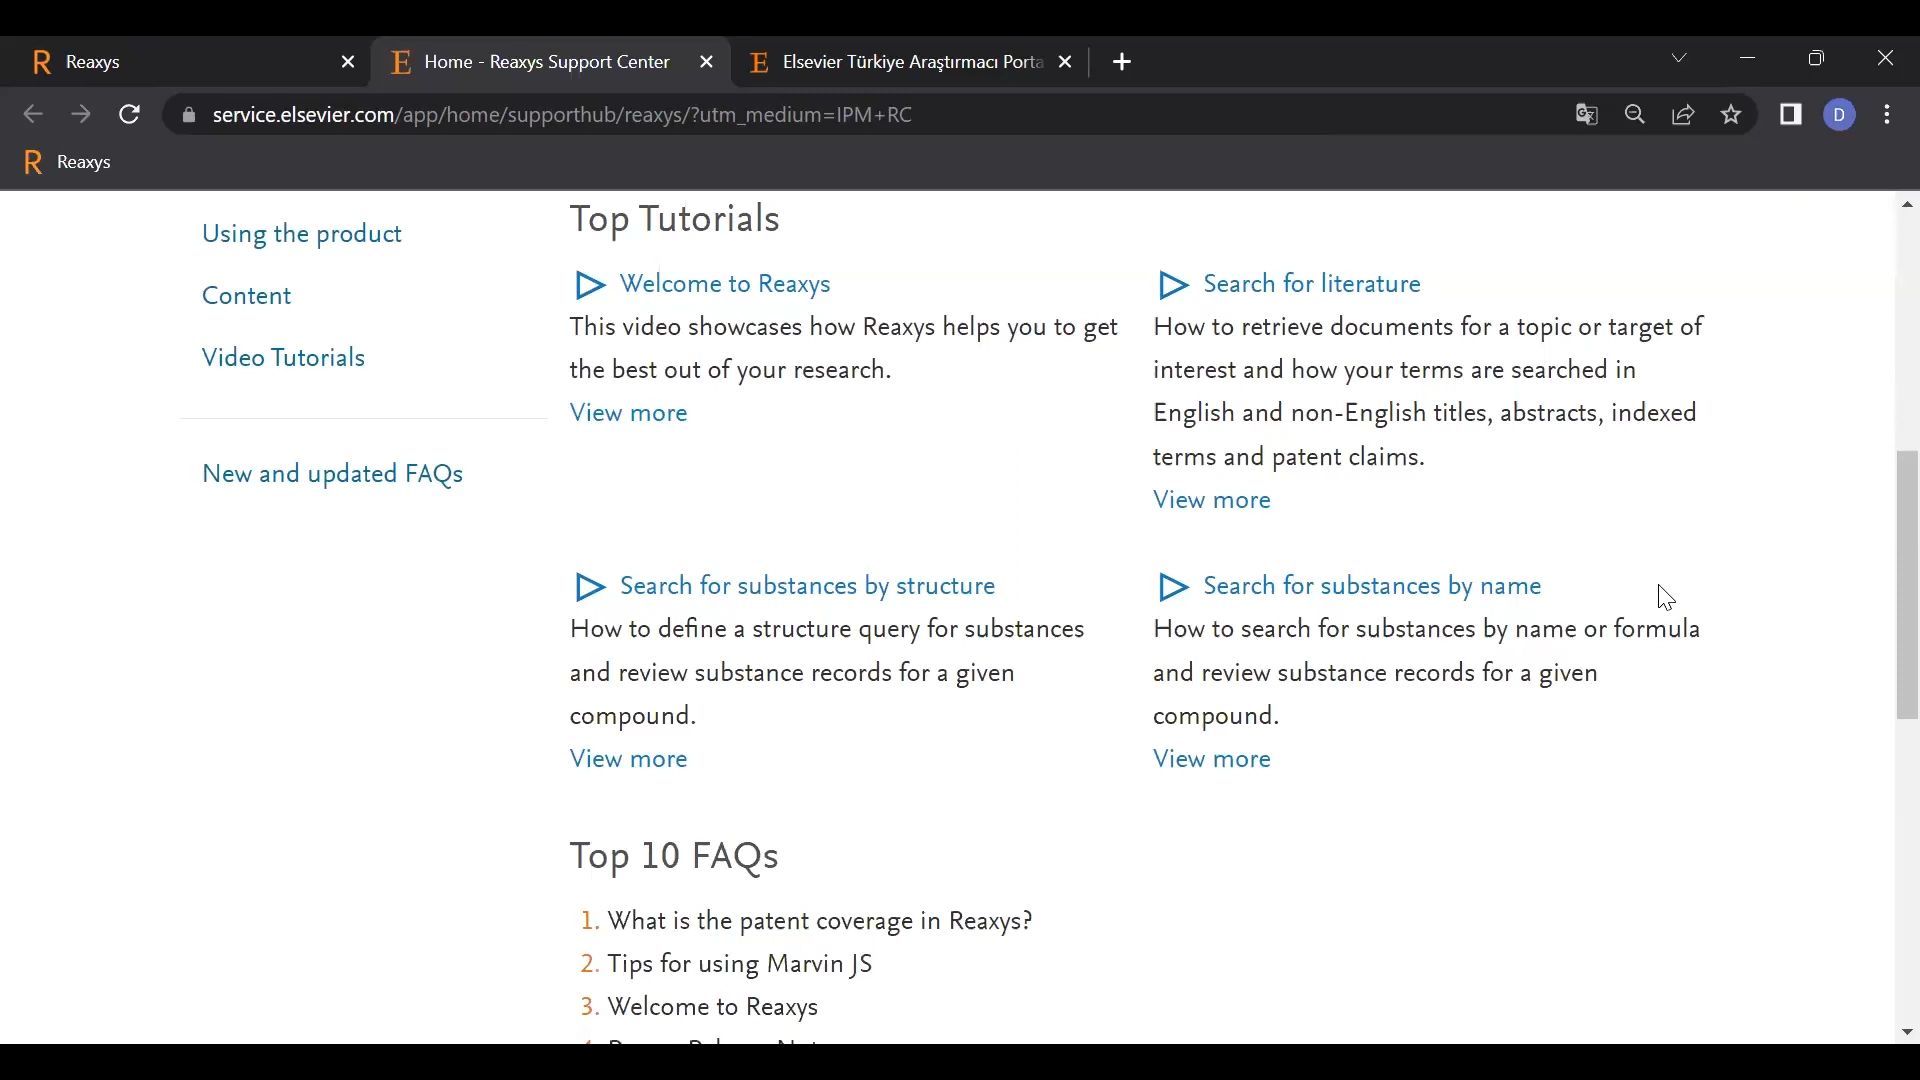 Reaxys
Home - Reaxys Support Center
Elsevier Türkiye Araştırmacı Porta
service.elsevier.com/app/home/supporthub/reaxys/?utm_medium=IPM+RC
D
Reaxys
Using the product
Content
Video Tutorials
New and updated FAQs
Top Tutorials
Welcome to Reaxys
This video showcases how Reaxys helps you to get
the best out of your research.
View more
Search for literature
How to retrieve documents for a topic or target of
interest and how your terms are searched in
English and non-English titles, abstracts, indexed
terms and patent claims.
View more
Search for substances by structure
How to define a structure query for substances
and review substance records for a given
compound.
View more
Search for substances by name
How to search for substances by name or formula
and review substance records for a given
compound.
View more
Top 10 FAQs
1. What is the patent coverage in Reaxys?
2. Tips for using Marvin JS
3. Welcome to Reaxys